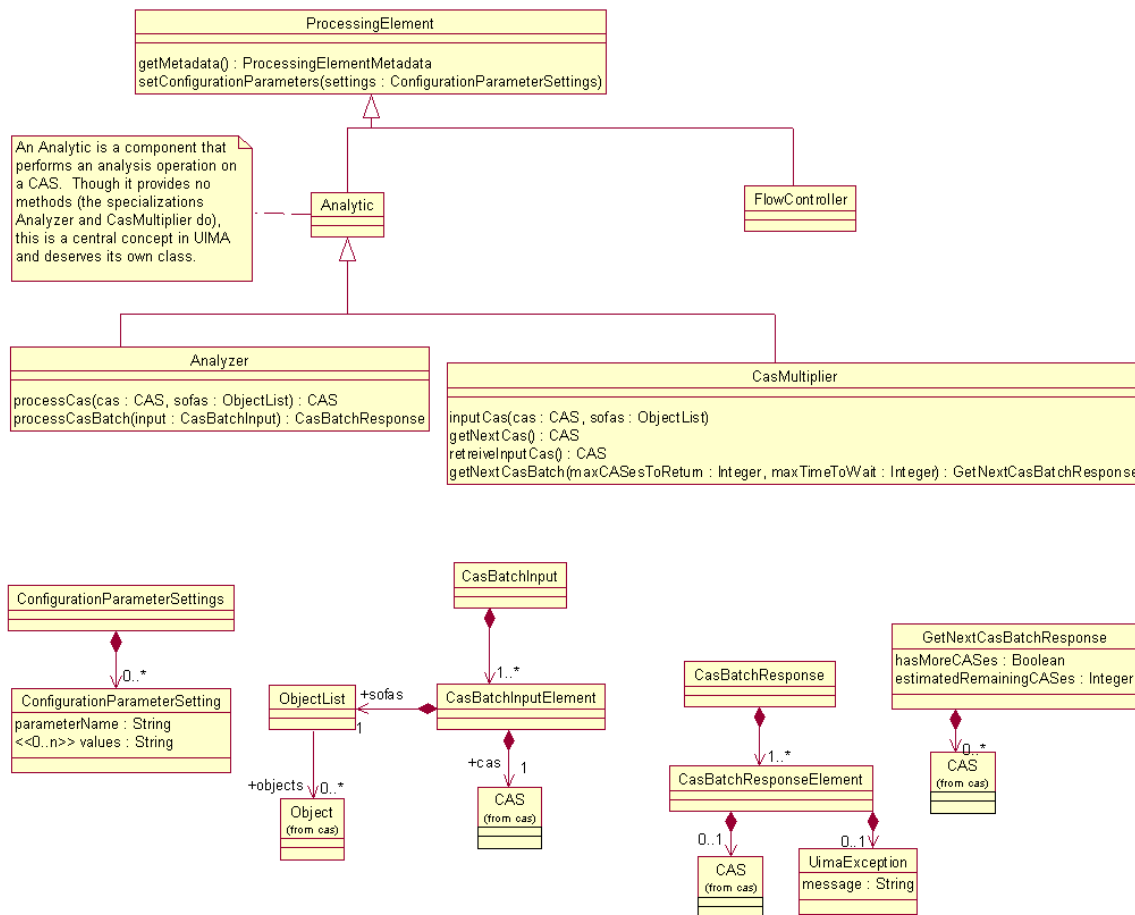 ProcessingElement
getMetadata() : ProcessingElementMetadata
setConfigurationParameters(settings : ConfigurationParameterSettings)
An Analytic is a component that
performs an analysis operation on
a CAS. Though it provides no
methods (the specializations
Analyzer and CasMultiplier do),
this is a central concept in UIMA
and deserves its own class.
Analytic
FlowController
Analyzer
processCas(cas : CAS, sofas : ObjectList) : CAS
processCasBatch(input : CasBatchInput) : CasBatchResponse
CasMultiplier
inputCas(cas : CAS, sofas : ObjectList)
getNextCas() : CAS
retreiveInputCas() : CAS
getNextCasBatch(maxCASesToReturn : Integer, maxTimeToWait : Integer) : GetNextCasBatchResponse
ConfigurationParameterSettings
0..*
ConfigurationParameterSetting
parameterName : String
<<0..n>> values : String
CasBatchInput
1..*
CasBatchInputElement
+sofas
1
ObjectList
+objects
0..*
Object
(from cas)
+cas
1
CAS
(from cas)
CasBatchResponse
1..*
CasBatchResponseElement
0..1
CAS
(from cas)
0..1
UimaException
message : String
GetNextCasBatchResponse
hasMoreCASes : Boolean
estimatedRemainingCASes : Integer
0..*
CAS
(from cas)